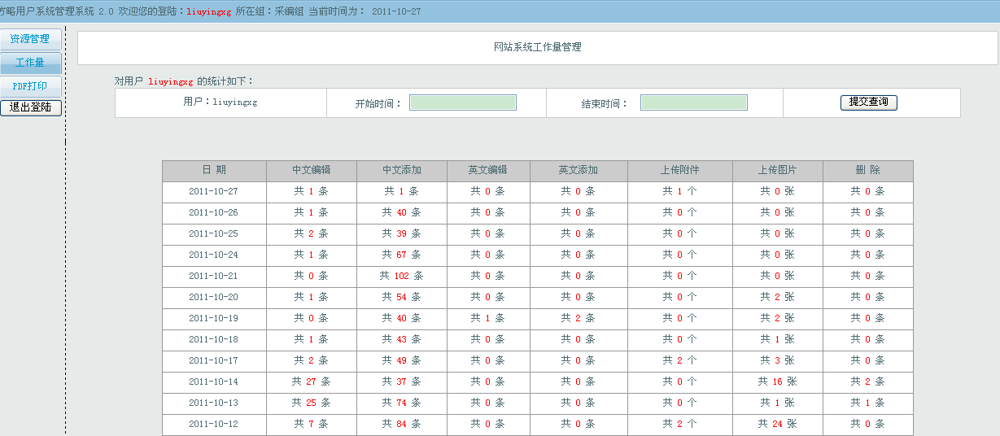 方略用户系统管理系统 2.0 欢迎您的登陆：liuyingxg 所在组：采编组 当前时间为： 2011-10-27
资源管理
工作量
PDF打印
退出登陆
网站系统工作量管理
对用户 liuyingxg 的统计如下：
用户：liuyingxg 开始时间： 结束时间： 提交查询
日 期 中文编辑 中文添加 英文编辑 英文添加 上传附件 上传图片 删 除
2011-10-27 共 1 条 共 1 条 共 0 条 共 0 条 共 1 个 共 0 张 共 0 条
2011-10-26 共 1 条 共 40 条 共 0 条 共 0 条 共 0 个 共 0 张 共 0 条
2011-10-25 共 2 条 共 39 条 共 0 条 共 0 条 共 0 个 共 0 张 共 0 条
2011-10-24 共 1 条 共 67 条 共 0 条 共 0 条 共 0 个 共 0 张 共 0 条
2011-10-21 共 0 条 共 102 条 共 0 条 共 0 条 共 0 个 共 0 张 共 0 条
2011-10-20 共 1 条 共 54 条 共 0 条 共 0 条 共 0 个 共 2 张 共 0 条
2011-10-19 共 0 条 共 40 条 共 1 条 共 2 条 共 0 个 共 2 张 共 0 条
2011-10-18 共 1 条 共 43 条 共 0 条 共 0 条 共 0 个 共 1 张 共 0 条
2011-10-17 共 2 条 共 49 条 共 0 条 共 0 条 共 2 个 共 3 张 共 0 条
2011-10-14 共 27 条 共 37 条 共 0 条 共 0 条 共 0 个 共 16 张 共 2 条
2011-10-13 共 25 条 共 74 条 共 0 条 共 0 条 共 0 个 共 1 张 共 1 条
2011-10-12 共 7 条 共 84 条 共 0 条 共 0 条 共 2 个 共 24 张 共 0 条